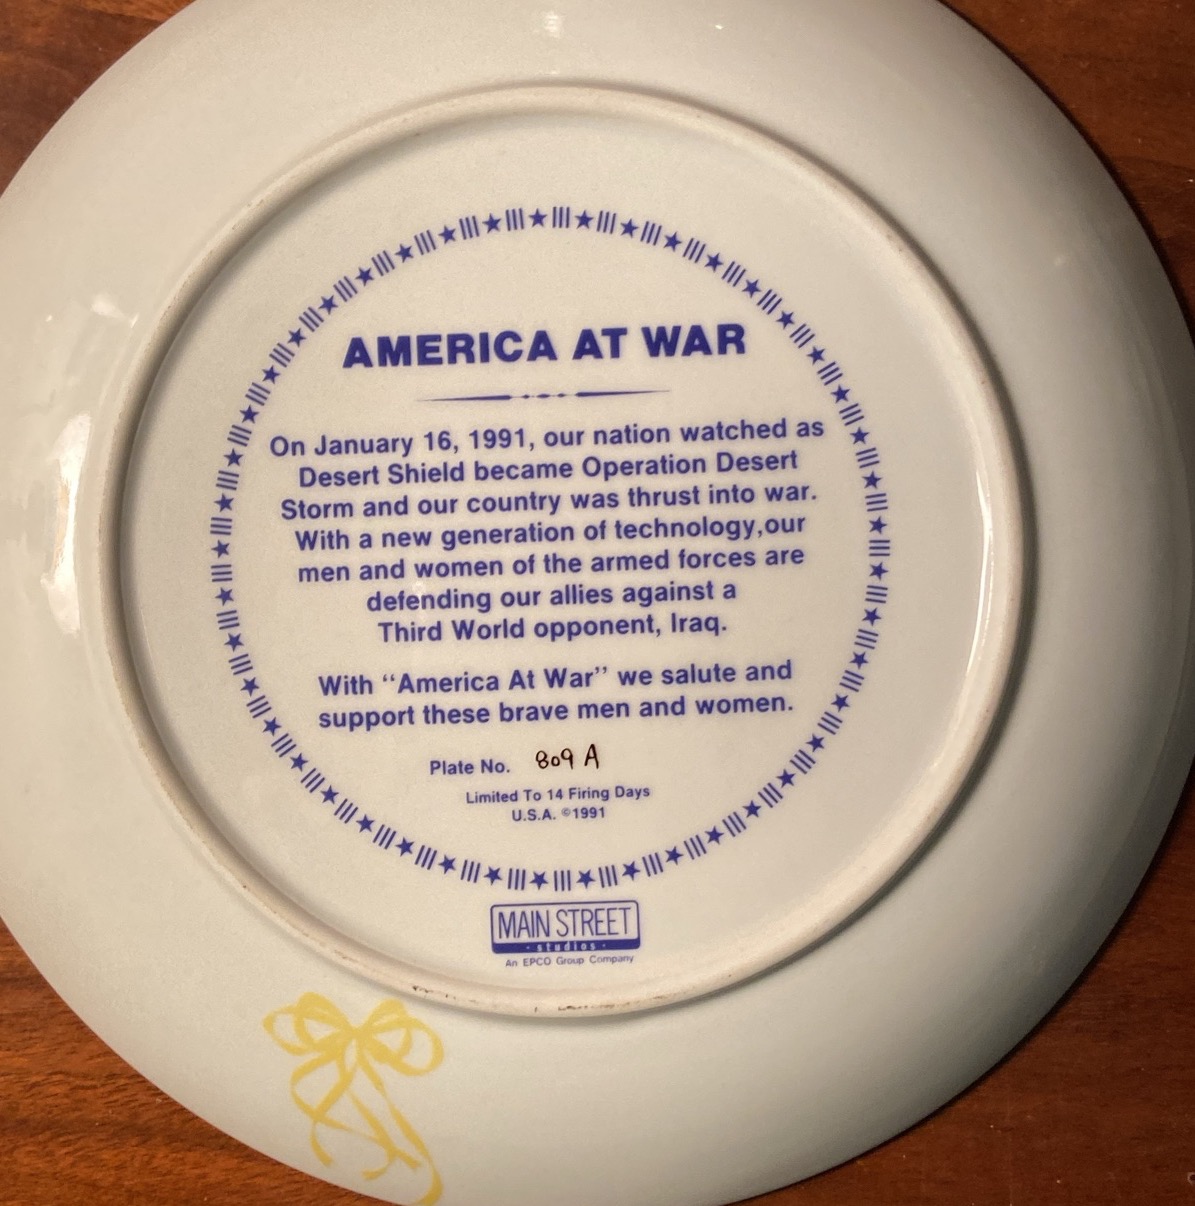 AMERICA AT WAR
On January 16, 1991, our nation watched as
Desert Shield became Operation Desert
Storm and our country was thrust into war.
With a new generation of technology,our
men and women of the armed forces are
defending our allies against a
Third World opponent, Iraq.
With “America At War” we salute and
support these brave men and women.
Plate No. 809 A
Limited To 14 Firing Days
U.S.A. ©1991
MAIN STREET
· studios ·
An EPCO Group Company